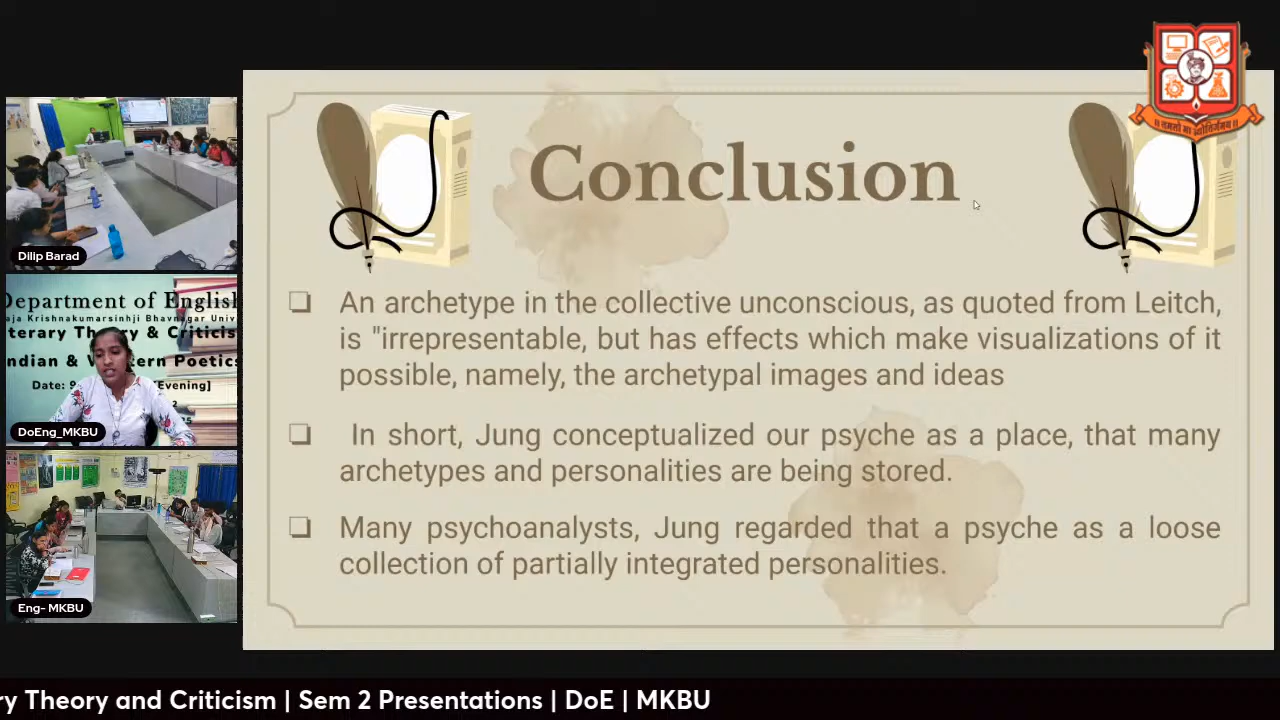 Conclusion
❏ An archetype in the collective unconscious, as quoted from Leitch,
is "irrepresentable, but has effects which make visualizations of it
possible, namely, the archetypal images and ideas
❏ In short, Jung conceptualized our psyche as a place, that many
archetypes and personalities are being stored.
❏ Many psychoanalysts, Jung regarded that a psyche as a loose
collection of partially integrated personalities.
Dilip Barad
Department of English
aja Krishnakumarsinhji Bhavnagar Univ
terary Theory & Criticis
ndian & W tern Poetics
Date: 9 [Evening]
DoEng_MKBU
Eng- MKBU
ry Theory and Criticism | Sem 2 Presentations | DoE | MKBU